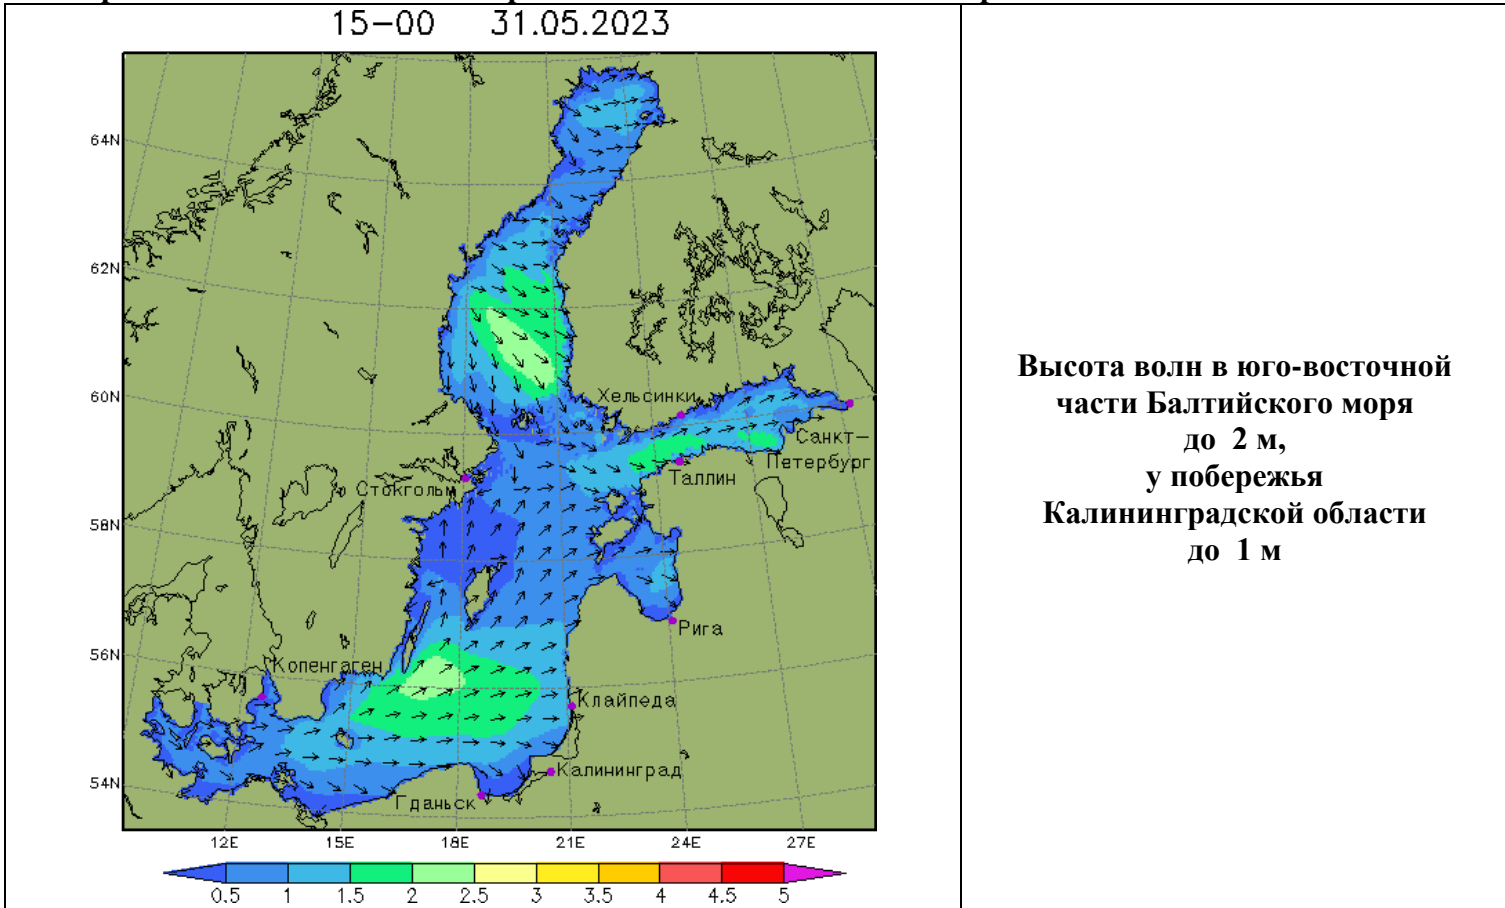 15-00 31.05.2023
64N
62N
60N
58N
56N
54N
Хельсинки
Санкт-
Петербург
Таллин
Стокгольм
Рига
Копенгаген
Клайпеда
Калининград
Гданьск
12E 15E 18E 21E 24E 27E
0.5 1 1.5 2 2.5 3 3.5 4 4.5 5
Высота волн в юго-восточной
части Балтийского моря
до 2 м,
у побережья
Калининградской области
до 1 м